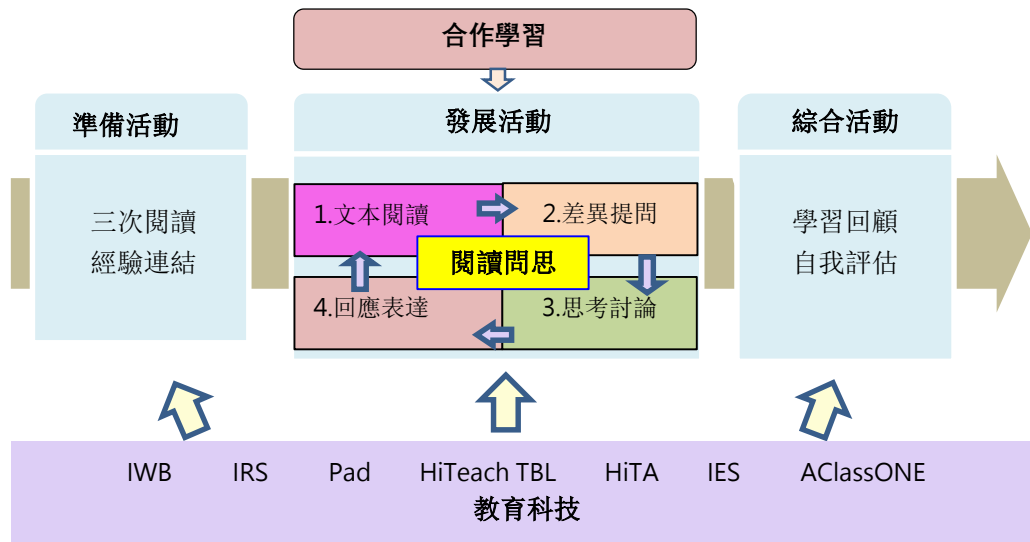 合作學習
準備活動
三次閱讀
經驗連結
發展活動
1.文本閱讀
2.差異提問
閱讀問思
4.回應表達
3.思考討論
綜合活動
學習回顧
自我評估
IWB IRS Pad HiTeach TBL HiTA IES AClassONE
教育科技